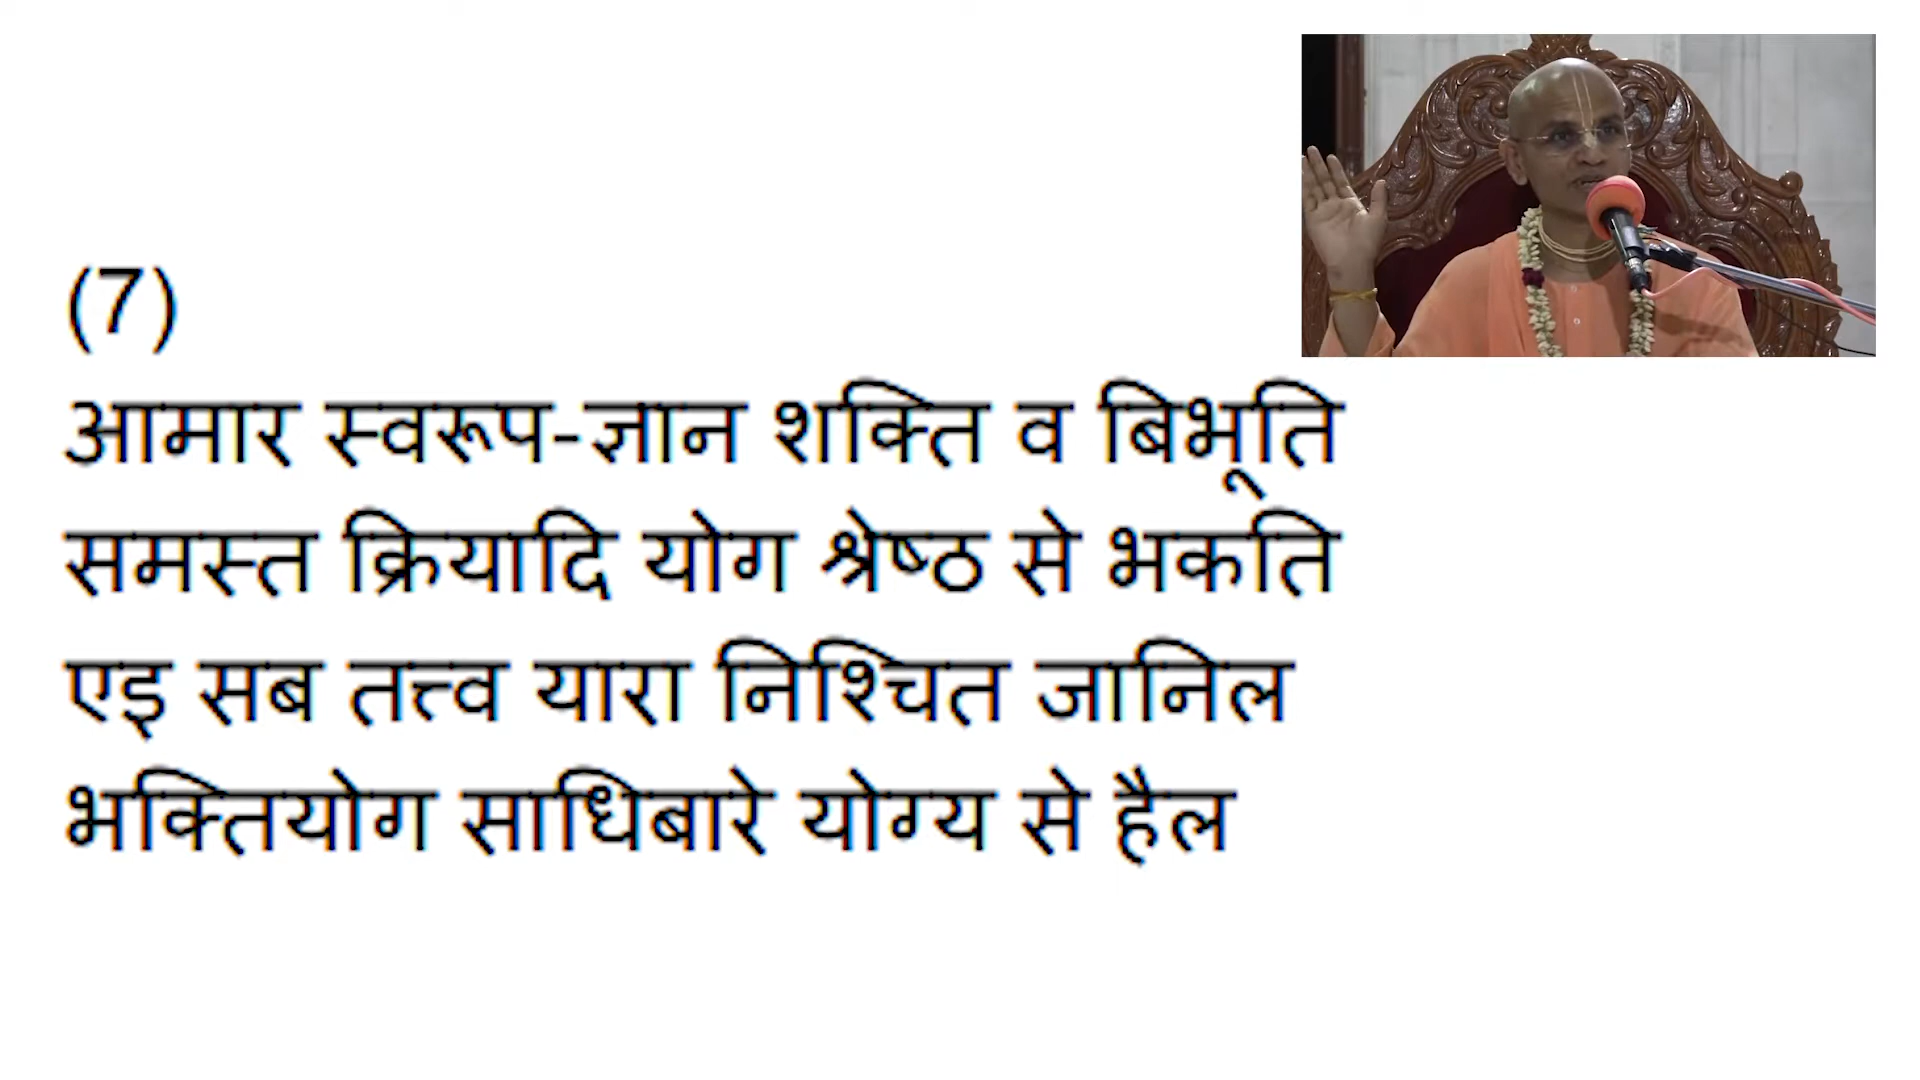 (7)
आमार स्वरूप-ज्ञान शक्ति व बिभूति
समस्त क्रियादि योग श्रेष्ठ से भकति
एइ सब तत्त्व यारा निश्चित जानिल
भक्तियोग साधिबारे योग्य से हैल